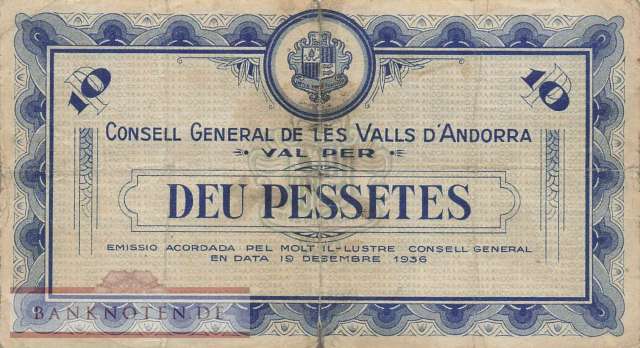 10 P
10 P
CONSELL GENERAL DE LES VALLS D'ANDORRA
VAL PER
DEU PESSETES
EMISSIO ACORDADA PEL MOLT IL-LUSTRE CONSELL GENERAL
EN DATA 19 DESEMBRE 1936
BANKNOTEN.DE